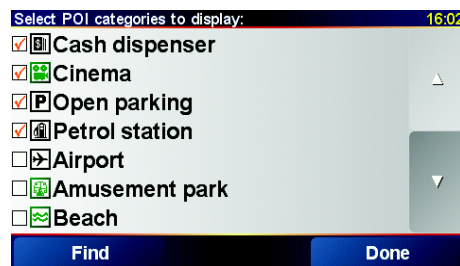 Select POI categories to display: 16:02
Cash dispenser
Cinema
P Open parking
Petrol station
Airport
Amusement park
Beach
Find Done